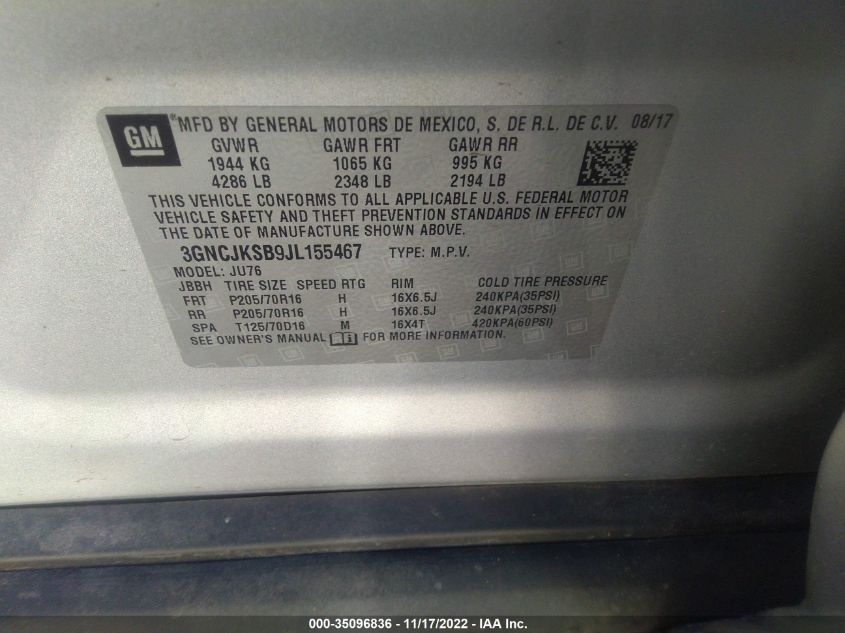 GM
®MFD BY GENERAL MOTORS DE MEXICO, S. DE R.L. DE C.V. 08/17
GVWR GAWR FRT GAWR RR
1944 KG 1065 KG 995 KG
4286 LB 2348 LB 2194 LB
THIS VEHICLE CONFORMS TO ALL APPLICABLE U.S. FEDERAL MOTOR
VEHICLE SAFETY AND THEFT PREVENTION STANDARDS IN EFFECT ON
THE DATE OF MANUFACTURE SHOWN ABOVE.
3GNCJKSB9JL155467 TYPE: M.P.V.
MODEL: JU76
JBBH TIRE SIZE SPEED RTG RIM COLD TIRE PRESSURE
FRT P205/70R16 H 16X6.5J 240KPA(35PSI)
RR P205/70R16 H 16X6.5J 240KPA(35PSI)
SPA T125/70D16 M 16X4T 420KPA(60PSI)
SEE OWNER'S MANUAL FOR MORE INFORMATION.
000-35096836 - 11/17/2022 - IAA Inc.